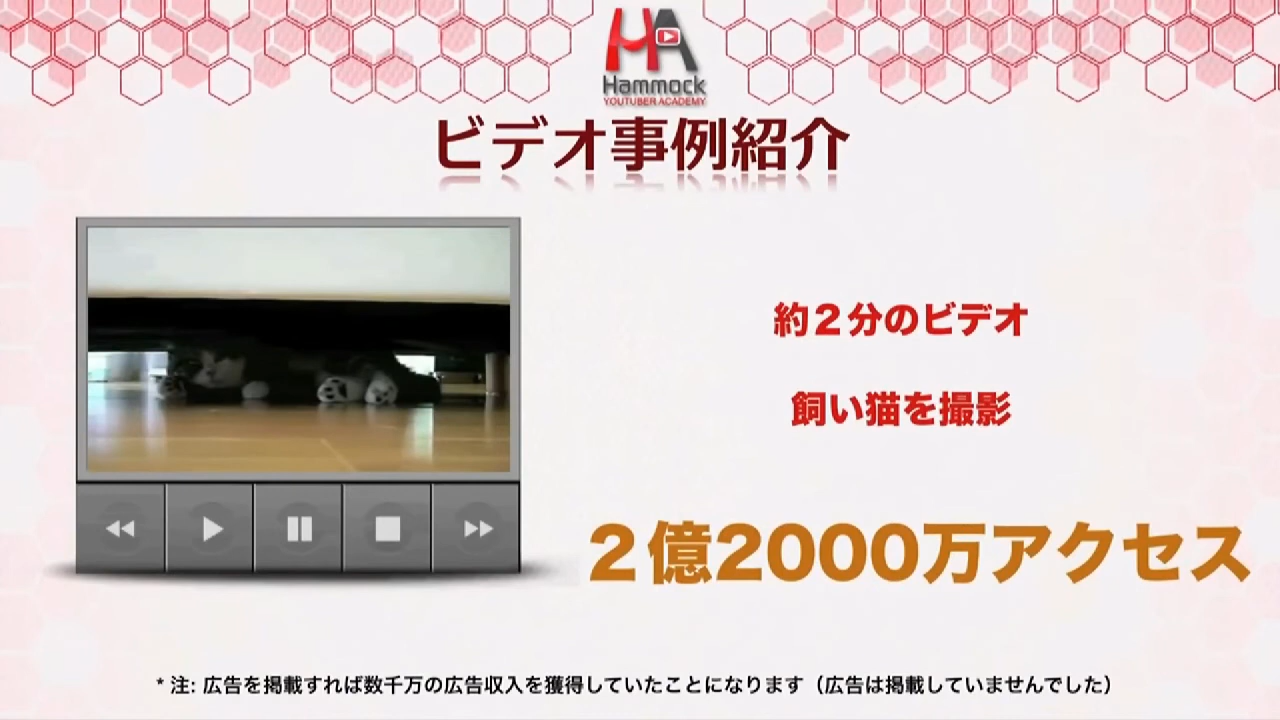 Hammock
YOUTUBER ACADEMY
ビデオ事例紹介
約２分のビデオ
飼い猫を撮影
２億2000万アクセス
* 注: 広告を掲載すれば数千万の広告収入を獲得していたことになります（広告は掲載していませんでした）